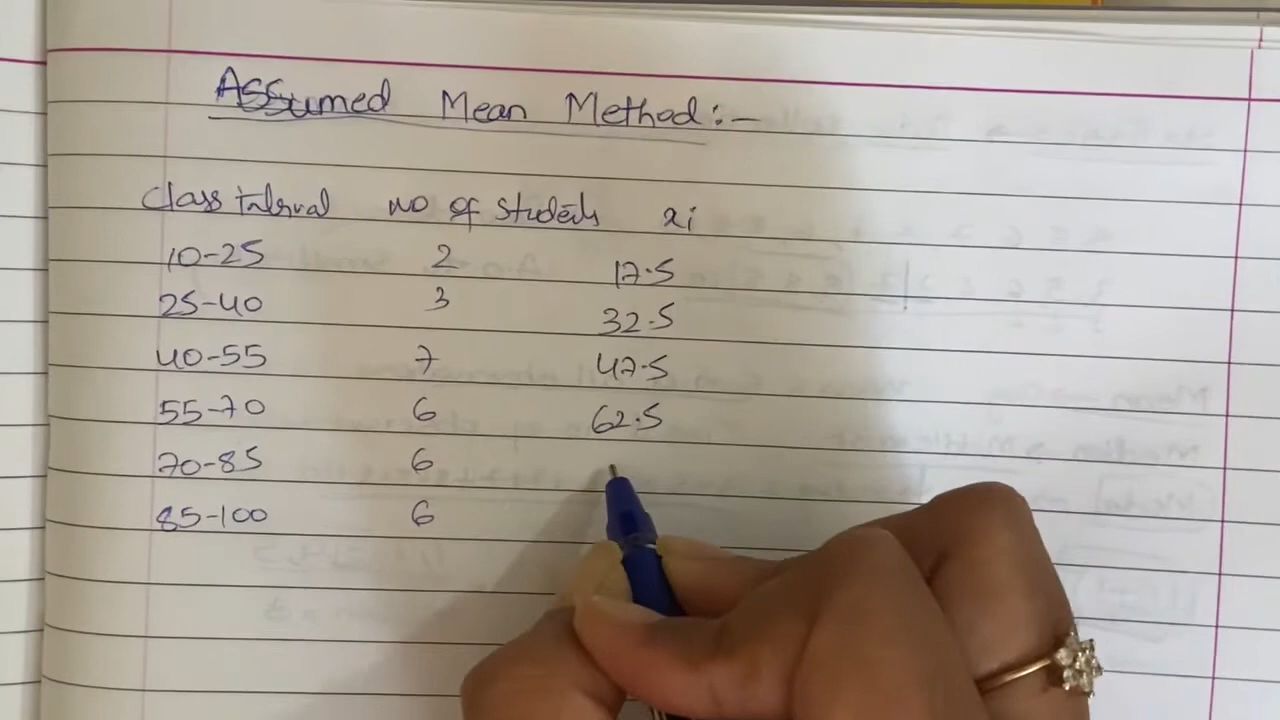 Assumed Mean Method:-
Class Interval no of Students xi
10-25 2 17.5
25-40 3 32.5
40-55 7 47.5
55-70 6 62.5
70-85 6
85-100 6